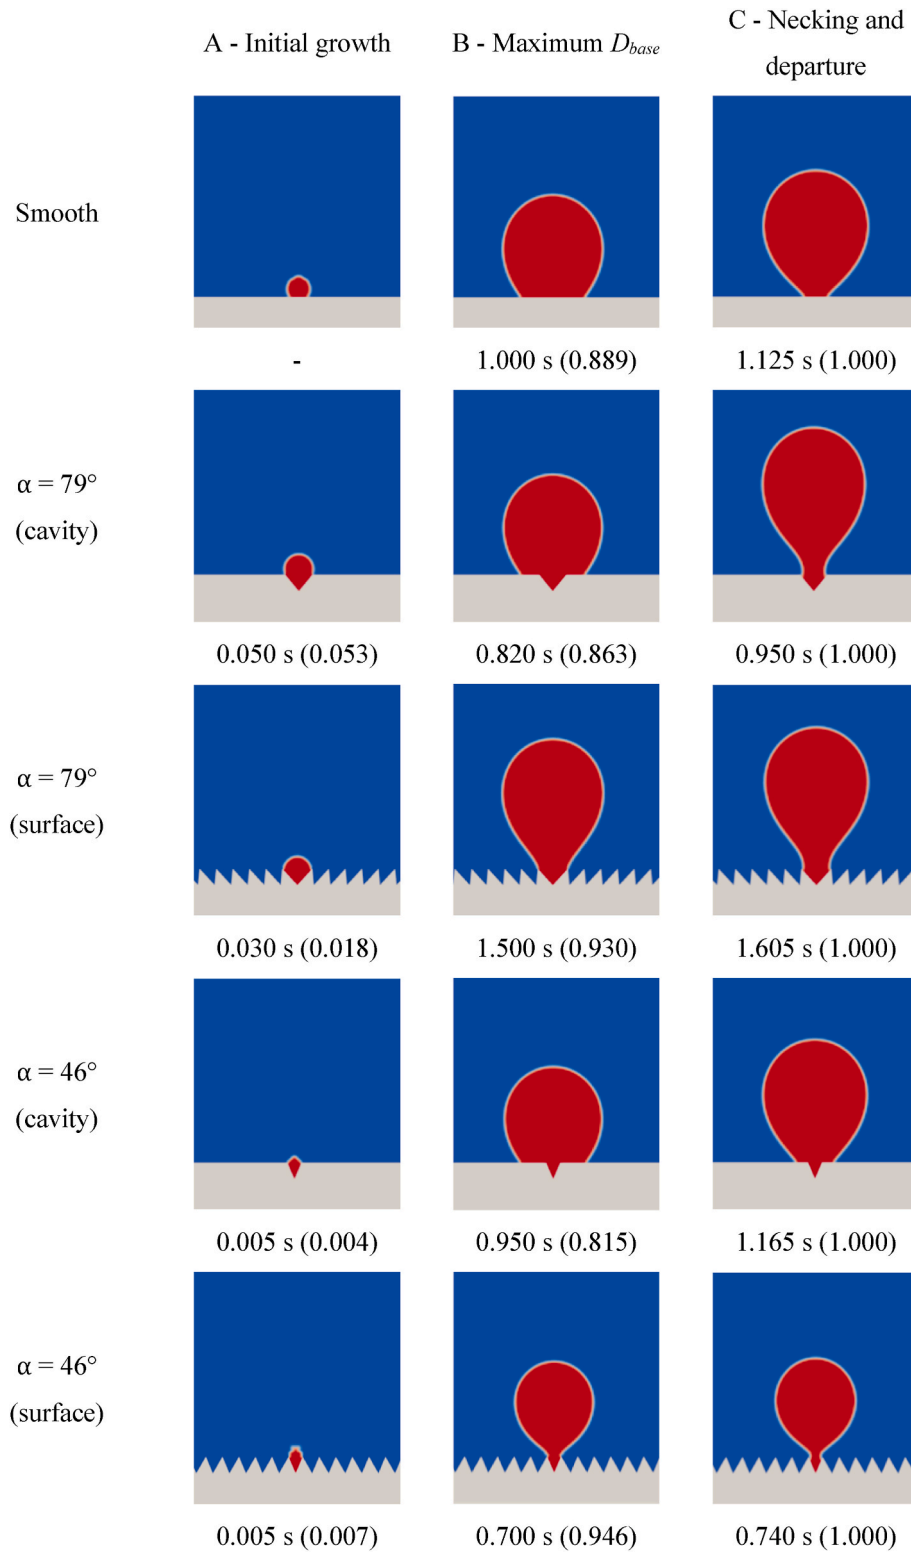 A - Initial growth
B - Maximum D_base
C - Necking and
departure
Smooth
-
1.000 s (0.889)
1.125 s (1.000)
α = 79°
(cavity)
0.050 s (0.053)
0.820 s (0.863)
0.950 s (1.000)
α = 79°
(surface)
0.030 s (0.018)
1.500 s (0.930)
1.605 s (1.000)
α = 46°
(cavity)
0.005 s (0.004)
0.950 s (0.815)
1.165 s (1.000)
α = 46°
(surface)
0.005 s (0.007)
0.700 s (0.946)
0.740 s (1.000)